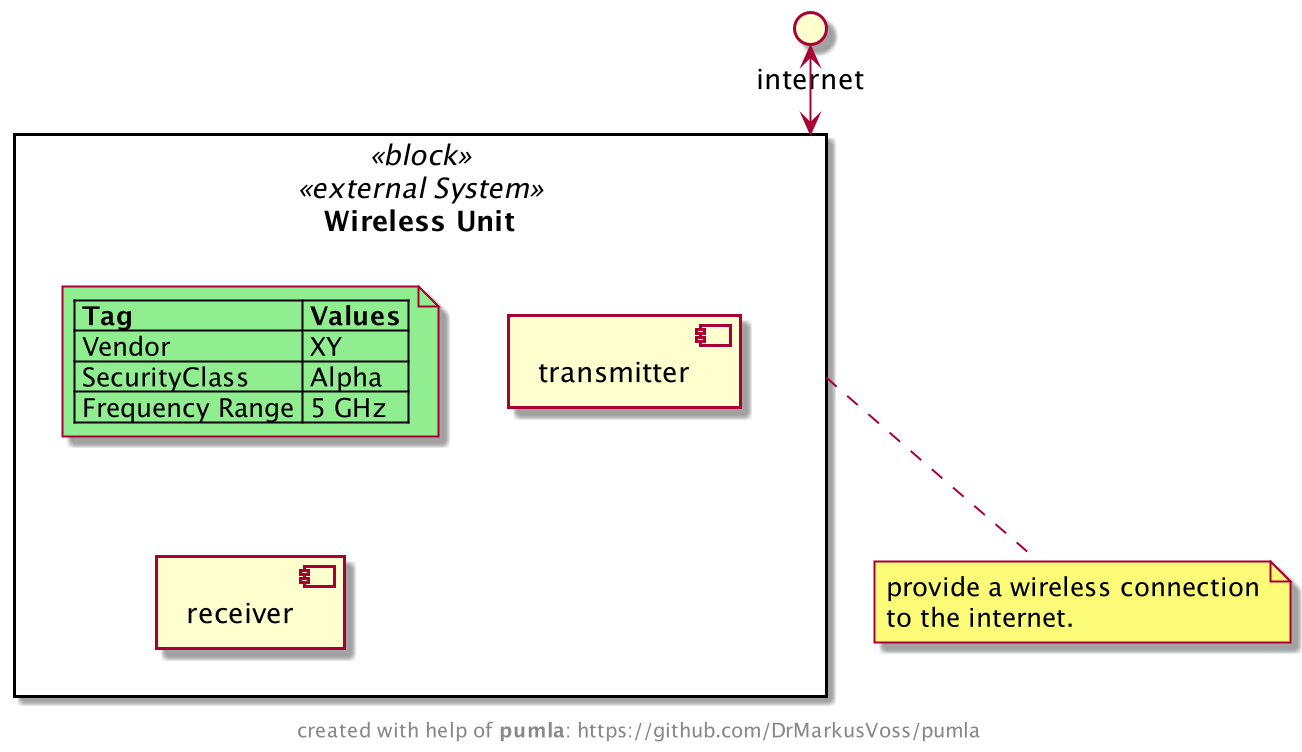 internet
«block»
«external System»
Wireless Unit
Tag Values
Vendor XY
SecurityClass Alpha
Frequency Range 5 GHz
transmitter
receiver
provide a wireless connection
to the internet.
created with help of pumla: https://github.com/DrMarkusVoss/pumla